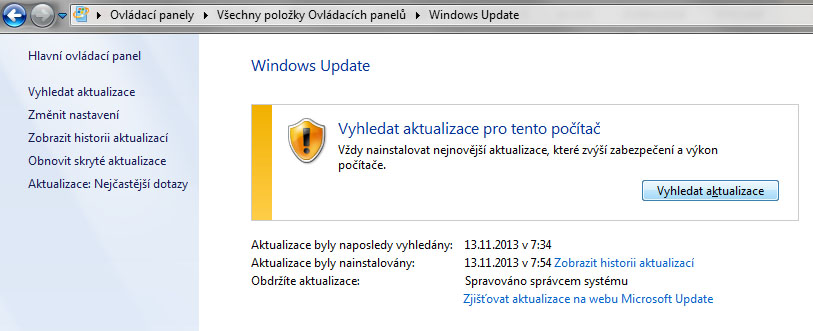 Ovládací panely Všechny položky Ovládacích panelů Windows Update
Hlavní ovládací panel
Vyhledat aktualizace
Změnit nastavení
Zobrazit historii aktualizací
Obnovit skryté aktualizace
Aktualizace: Nejčastější dotazy
Windows Update
Vyhledat aktualizace pro tento počítač
Vždy nainstalovat nejnovější aktualizace, které zvýší zabezpečení a výkon
počítače.
Vyhledat aktualizace
Aktualizace byly naposledy vyhledány: 13.11.2013 v 7:34
Aktualizace byly nainstalovány: 13.11.2013 v 7:54 Zobrazit historii aktualizací
Obdržíte aktualizace: Spravováno správcem systému
Zjišťovat aktualizace na webu Microsoft Update